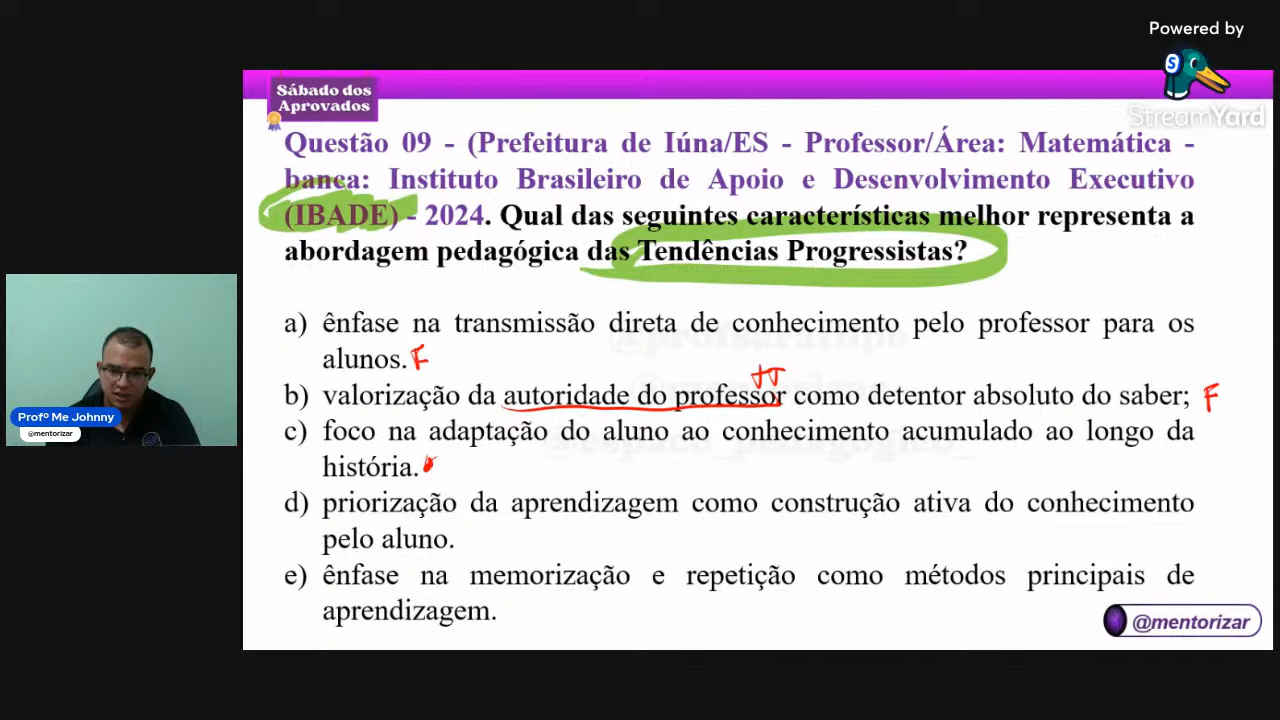 Powered by
S
StreamYard
Sábado dos
Aprovados
Questão 09 - (Prefeitura de Iúna/ES - Professor/Área: Matemática -
banca: Instituto Brasileiro de Apoio e Desenvolvimento Executivo
(IBADE) - 2024. Qual das seguintes características melhor representa a
abordagem pedagógica das Tendências Progressistas?
a) ênfase na transmissão direta de conhecimento pelo professor para os
alunos. F
TT
b) valorização da autoridade do professor como detentor absoluto do saber; F
c) foco na adaptação do aluno ao conhecimento acumulado ao longo da
história.
d) priorização da aprendizagem como construção ativa do conhecimento
pelo aluno.
e) ênfase na memorização e repetição como métodos principais de
aprendizagem.
@mentorizar
Profº Me Johnny
@mentorizar